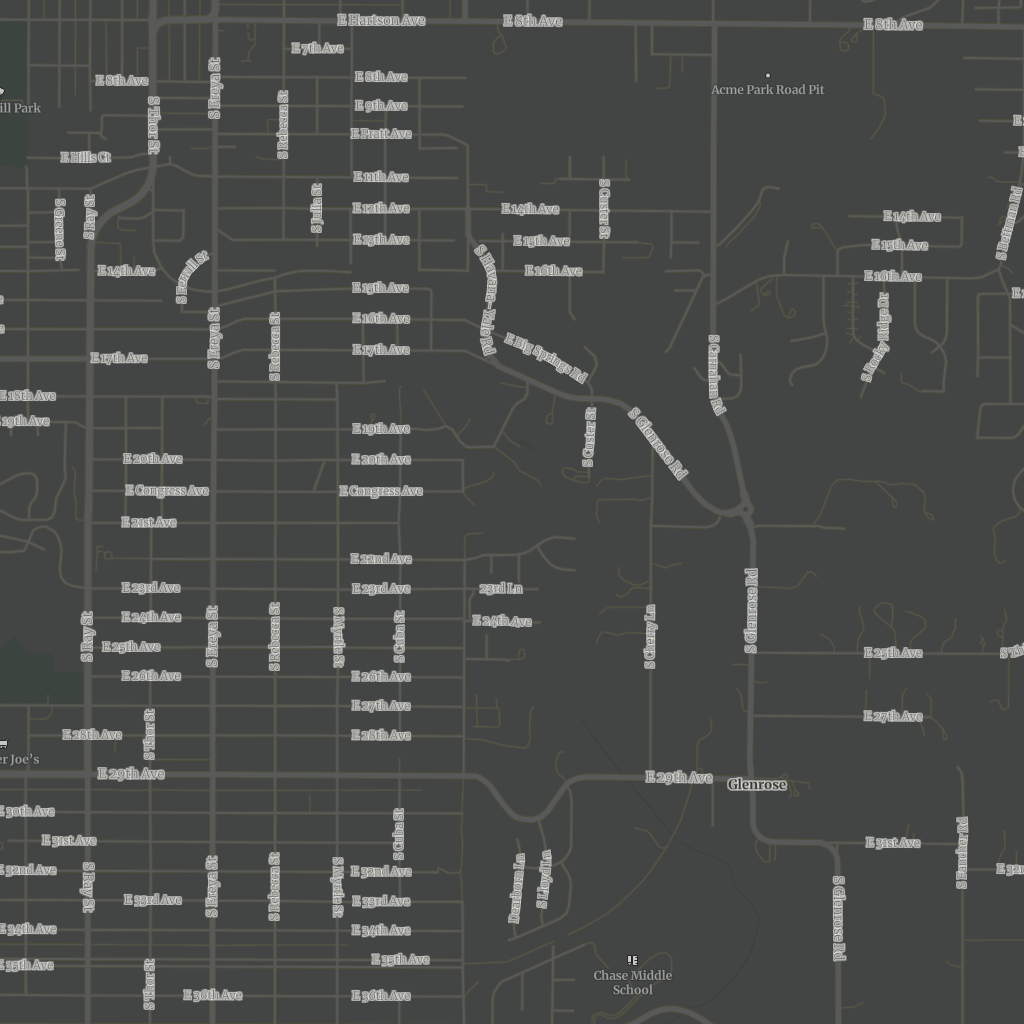 E Hartson Ave
E 8th Ave
E 8th Ave
E 7th Ave
E 8th Ave
E 8th Ave
S Freya St
Acme Park Road Pit
ill Park
E 9th Ave
S Thor St
S Rebecca St
E Pratt Ave
E Hills Ct
E 11th Ave
S Greene St
S Ray St
S Julia St
E 12th Ave
E 14th Ave
S Custer St
E 14th Ave
S Bettman Rd
E 13th Ave
E 15th Ave
E 15th Ave
E 14th Ave
E 16th Ave
E 16th Ave
E 15th Ave
S Havana-Yale Rd
E 16th Ave
S Freya St
S Rebecca St
E 17th Ave
E 17th Ave
E Big Springs Rd
S Carnahan Rd
S Rocky Ridge Dr
E 18th Ave
19th Ave
E 19th Ave
S Custer St
S Glenrose Rd
E 20th Ave
E 20th Ave
E Congress Ave
E Congress Ave
E 21st Ave
E 22nd Ave
E 23rd Ave
E 23rd Ave
23rd Ln
E 24th Ave
E 24th Ave
S Ray St
S Freya St
S Rebecca St
S Myrtle St
S Cuba St
S Cherry Ln
S Glenrose Rd
E 25th Ave
E 25th Ave
E 26th Ave
E 26th Ave
E 27th Ave
E 27th Ave
S Thor St
E 28th Ave
E 28th Ave
er Joe's
E 29th Ave
E 29th Ave
Glenrose
E 30th Ave
S Cuba St
E 31st Ave
E 31st Ave
S Fancher Rd
E 32nd Ave
E 32nd Ave
S Ray St
S Freya St
S Rebecca St
S Myrtle St
Dearborn Ln
S Lloyd Ln
E 33rd Ave
E 33rd Ave
S Glenrose Rd
E 34th Ave
E 34th Ave
E 35th Ave
E 35th Ave
S Thor St
E 36th Ave
E 36th Ave
Chase Middle
School